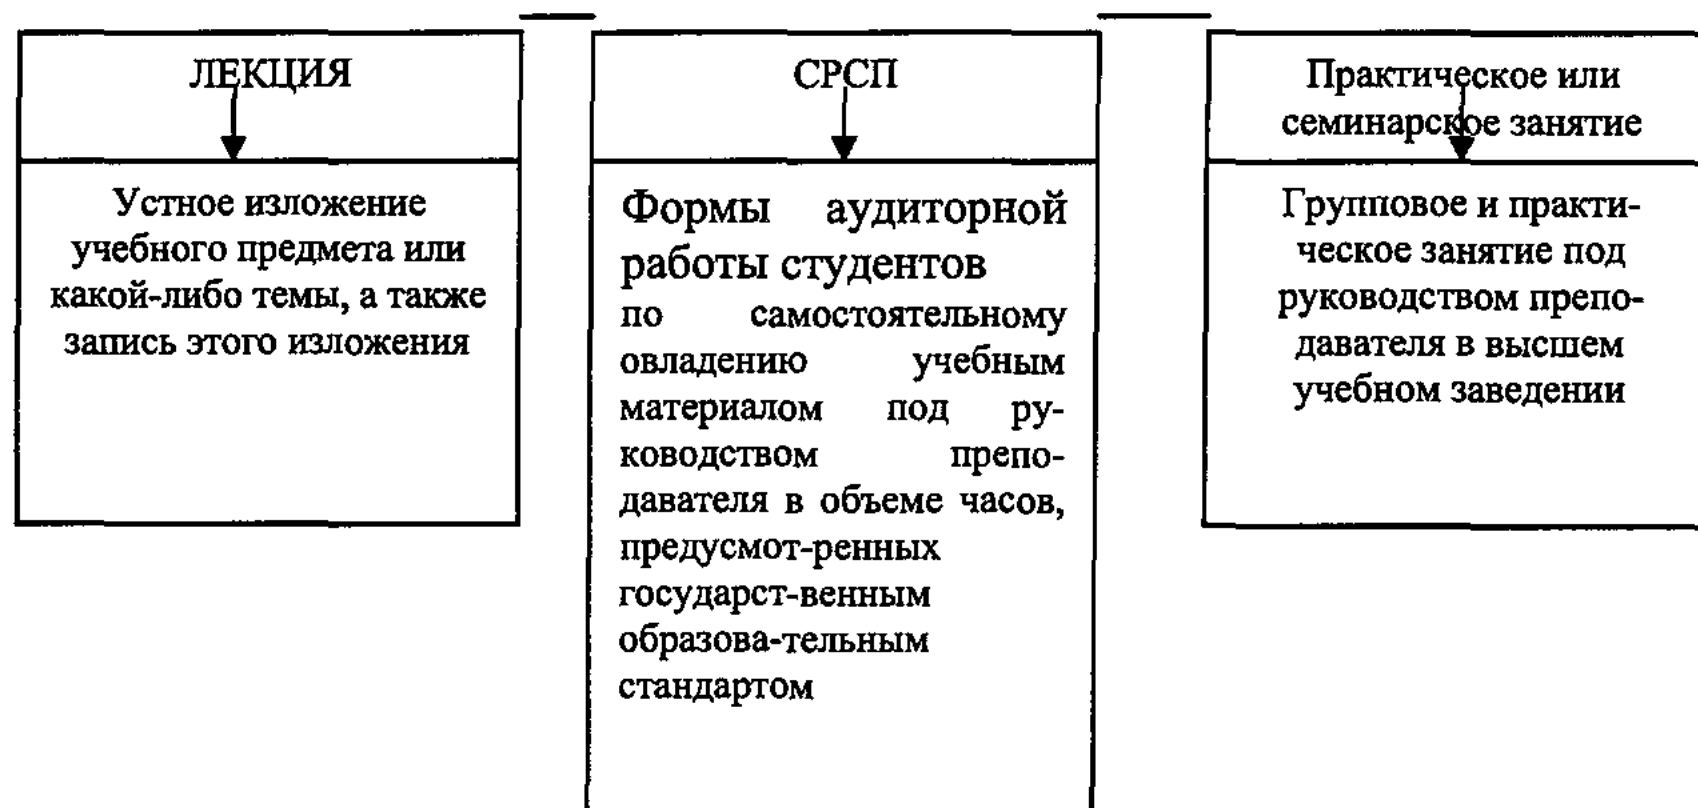 ЛЕКЦИЯ
Устное изложение
учебного предмета или
какой-либо темы, а также
запись этого изложения
СРСП
Формы аудиторной
работы студентов
по самостоятельному
овладению учебным
материалом под ру-
ководством препо-
давателя в объеме часов,
предусмот-ренных
государст-венным
образова-тельным
стандартом
Практическое или
семинарское занятие
Групповое и практи-
ческое занятие под
руководством препо-
давателя в высшем
учебном заведении